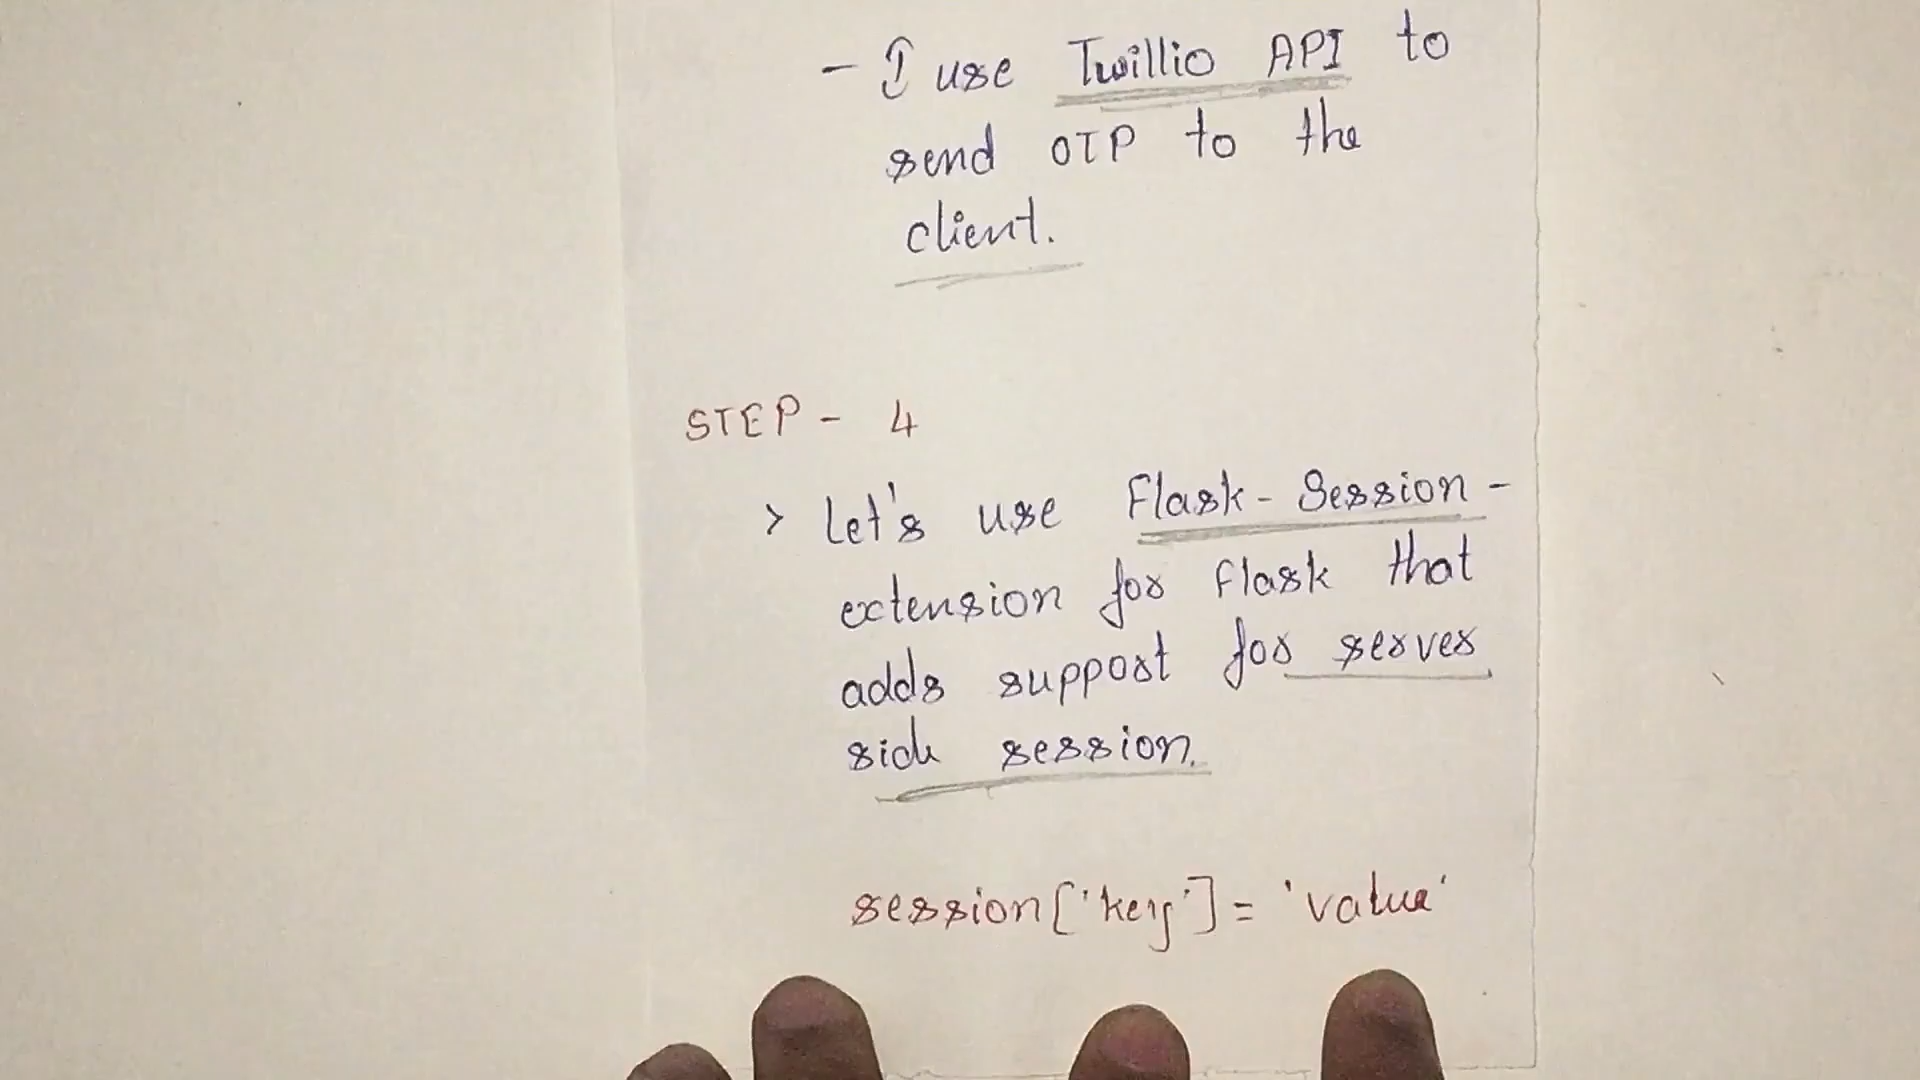 - I use Twillio API to
send OTP to the
client.
STEP - 4
> Let's use Flask-Session-
extension for Flask that
adds support for server
side session.
session['key'] = 'value'